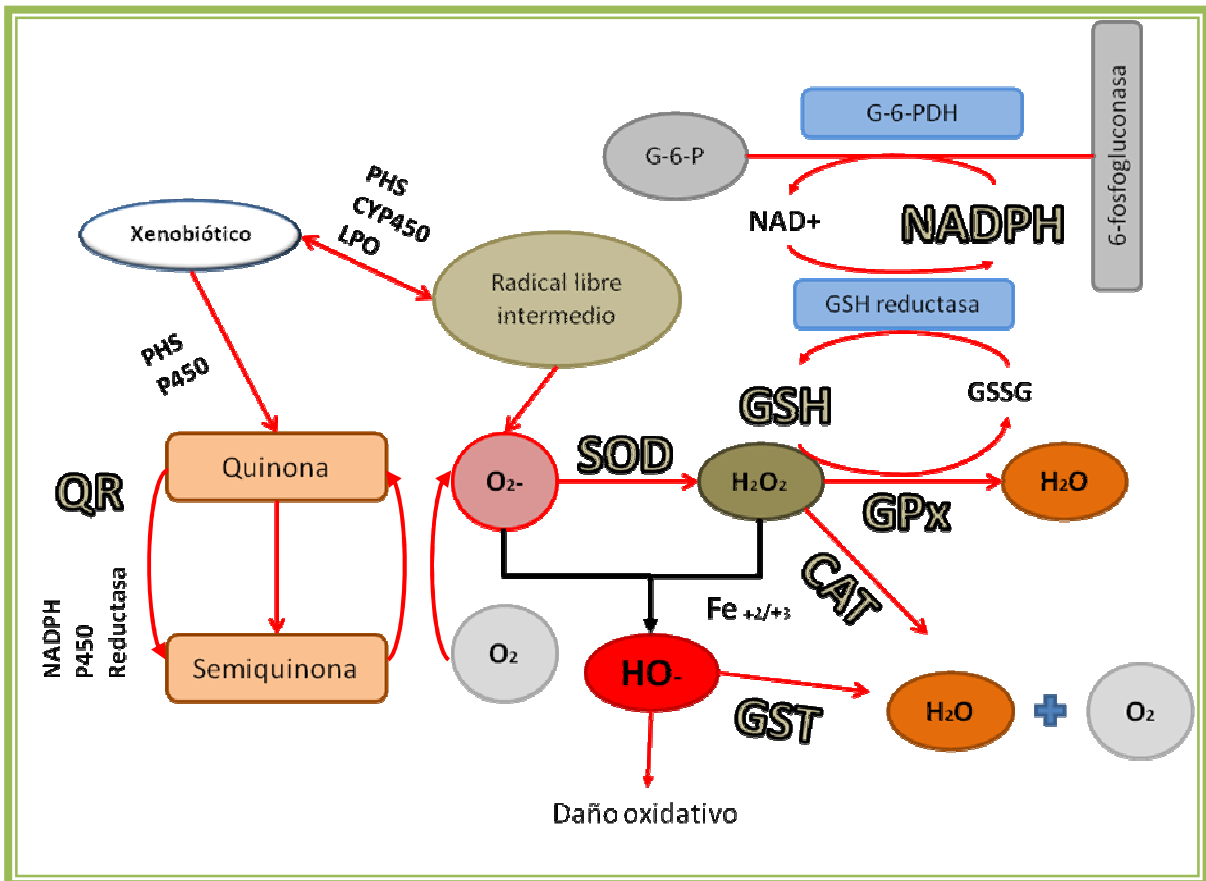 G-6-PDH
G-6-P
6-fosfogluconasa
NAD+
NADPH
GSH reductasa
GSH
GSSG
Xenobiótico
PHS
CYP450
LPO
Radical libre
intermedio
PHS
P450
Quinona
QR
NADPH
P450
Reductasa
Semiquinona
O₂-
SOD
H₂O₂
GPx
H₂O
CAT
O₂
Fe +2/+3
HO-
GST
H₂O
O₂
Daño oxidativo